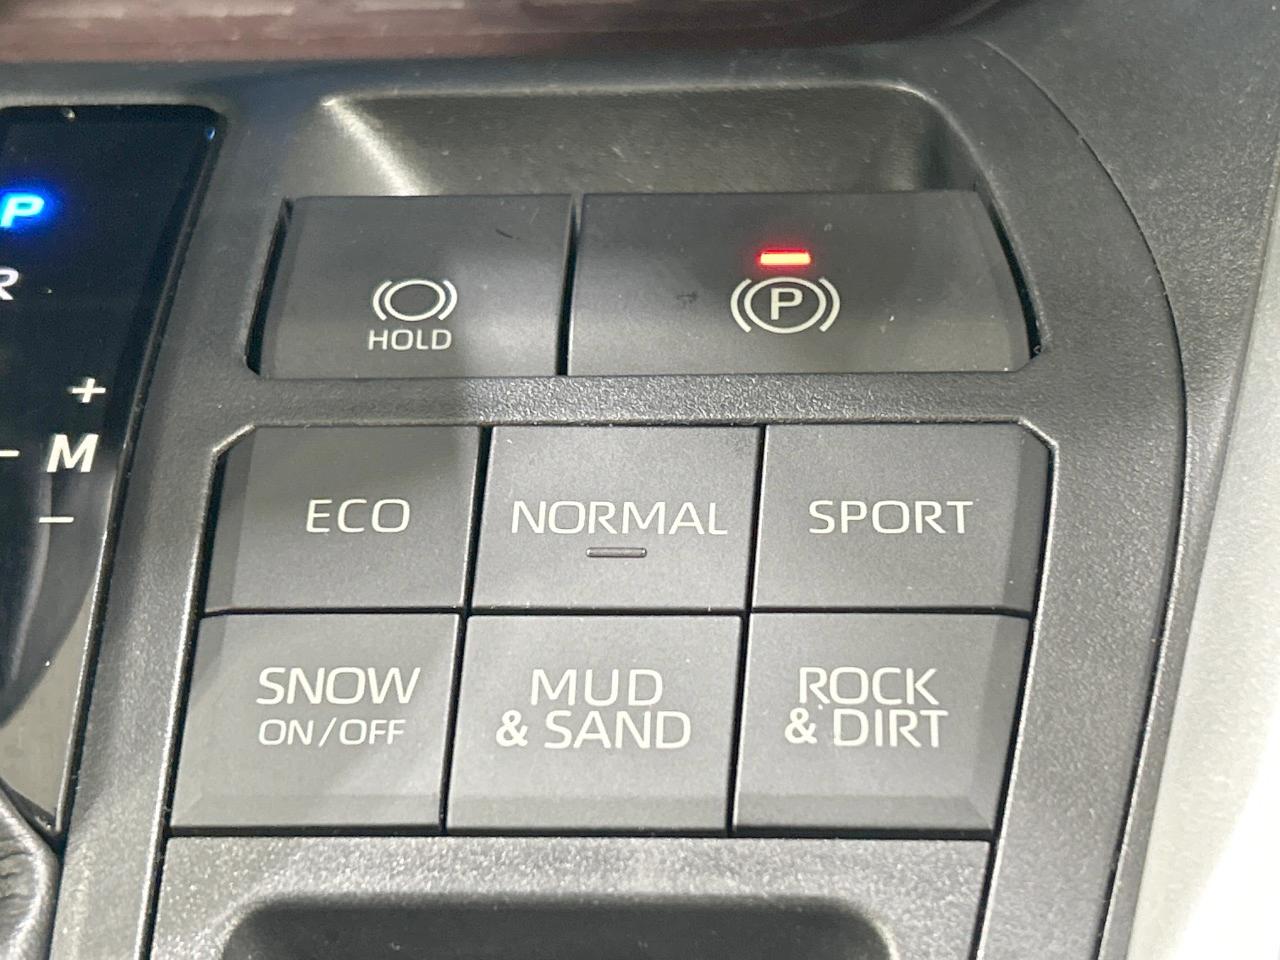 P
R
+
M
–
HOLD
P
ECO
NORMAL
SPORT
SNOW
ON/OFF
MUD
& SAND
ROCK
& DIRT